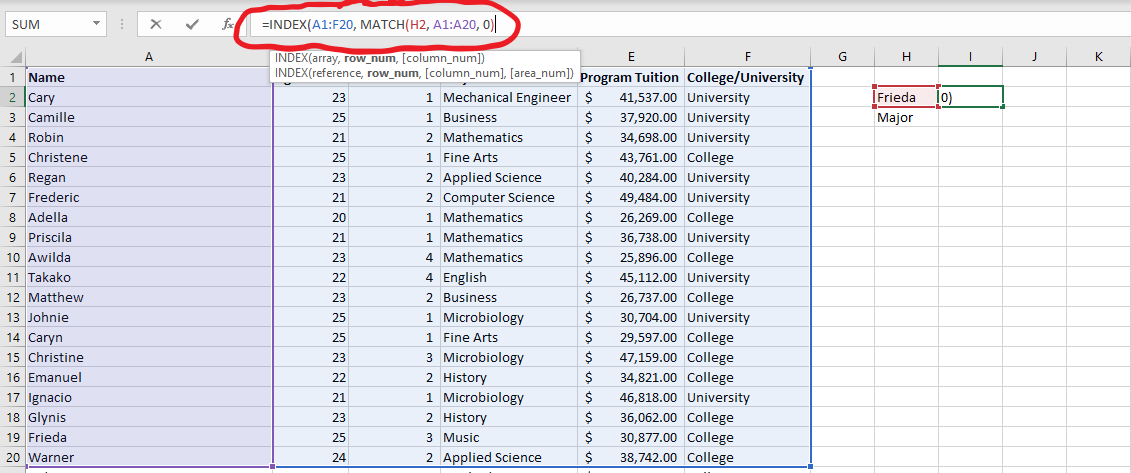 SUM =INDEX(A1:F20, MATCH(H2, A1:A20, 0)
INDEX(array, row_num, [column_num])
INDEX(reference, row_num, [column_num], [area_num])
A E F G H I J K
1 Name Program Tuition College/University
2 Cary 23 1 Mechanical Engineer $ 41,537.00 University Frieda 0)
3 Camille 25 1 Business $ 37,920.00 University Major
4 Robin 21 2 Mathematics $ 34,698.00 University
5 Christene 25 1 Fine Arts $ 43,761.00 College
6 Regan 23 2 Applied Science $ 40,284.00 University
7 Frederic 21 2 Computer Science $ 49,484.00 University
8 Adella 20 1 Mathematics $ 26,269.00 College
9 Priscila 21 1 Mathematics $ 36,738.00 University
10 Awilda 23 4 Mathematics $ 25,896.00 College
11 Takako 22 4 English $ 45,112.00 University
12 Matthew 23 2 Business $ 26,737.00 College
13 Johnie 25 1 Microbiology $ 30,704.00 University
14 Caryn 25 1 Fine Arts $ 29,597.00 College
15 Christine 23 3 Microbiology $ 47,159.00 College
16 Emanuel 22 2 History $ 34,821.00 College
17 Ignacio 21 1 Microbiology $ 46,818.00 University
18 Glynis 23 2 History $ 36,062.00 College
19 Frieda 25 3 Music $ 30,877.00 College
20 Warner 24 2 Applied Science $ 38,742.00 College